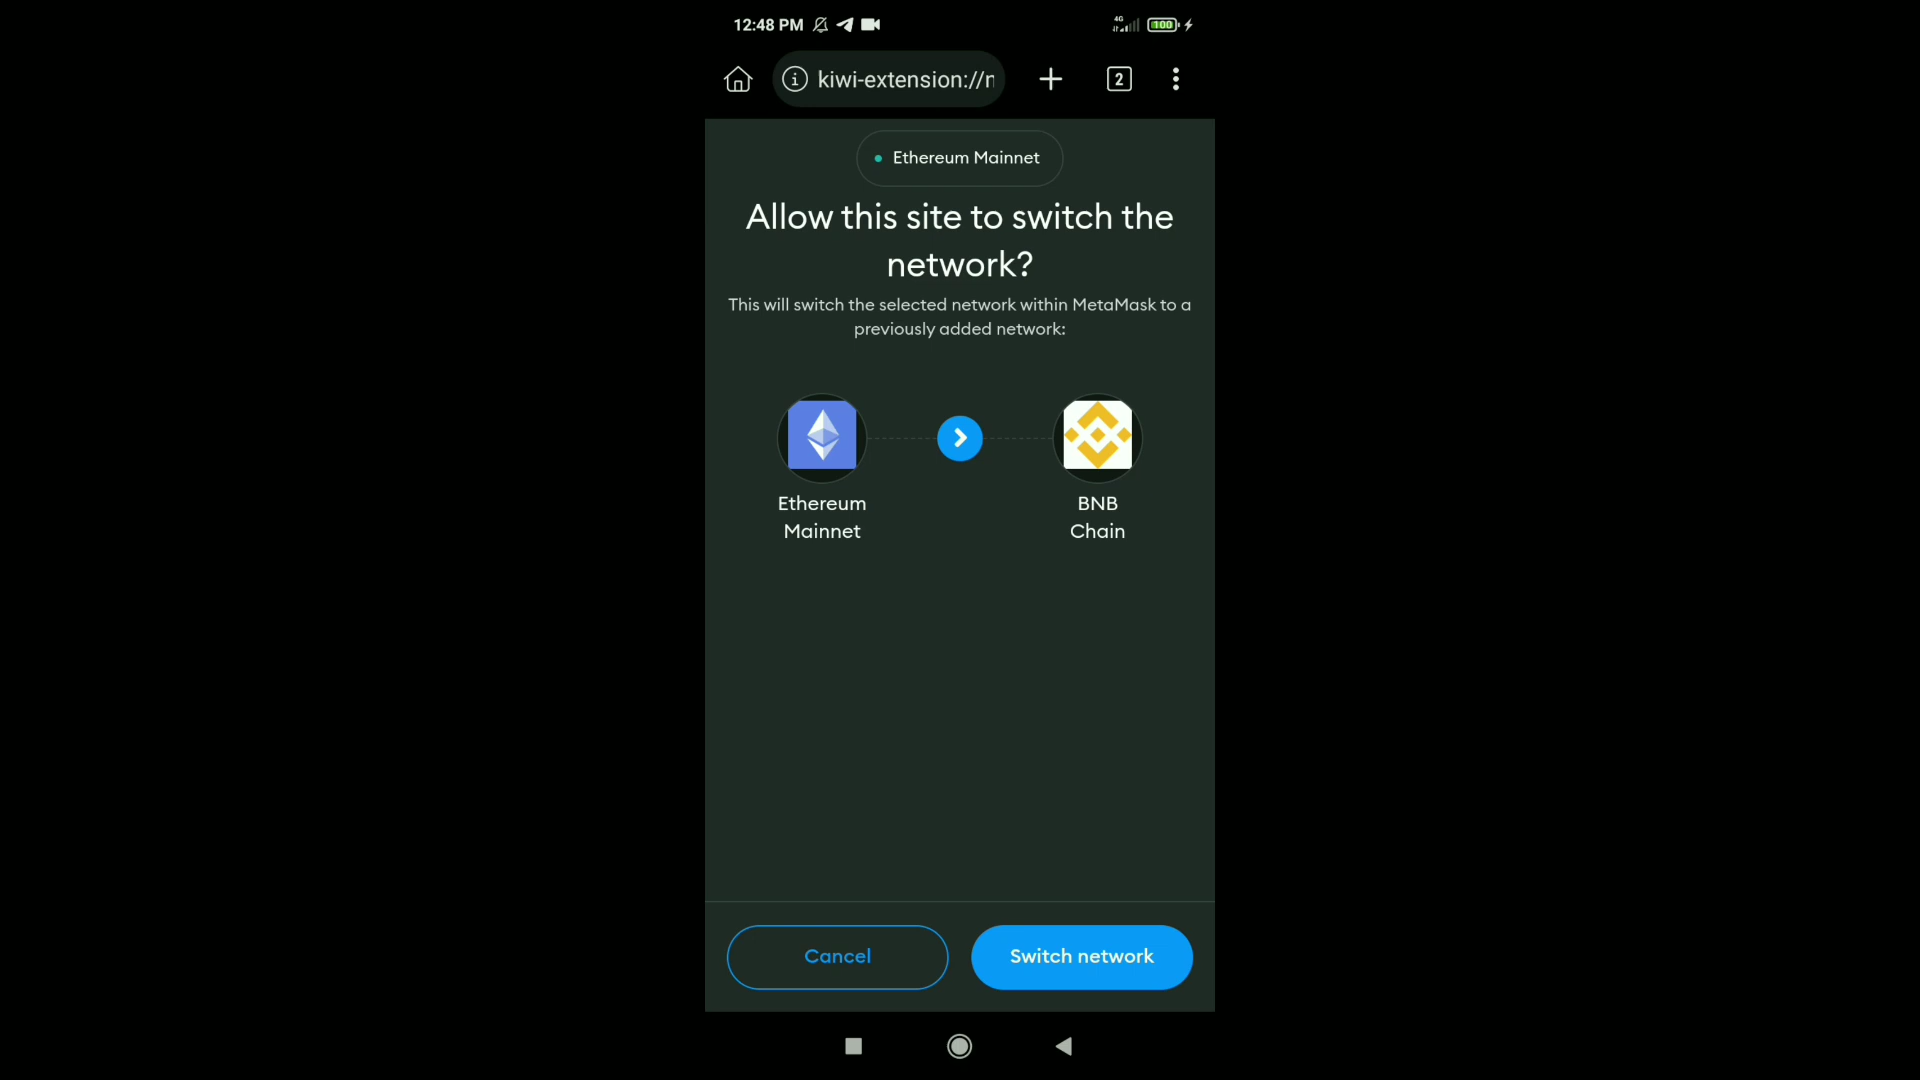 12:48 PM
4G
100
kiwi-extension://n
2
Ethereum Mainnet
Allow this site to switch the
network?
This will switch the selected network within MetaMask to a
previously added network:
Ethereum
Mainnet
BNB
Chain
Cancel
Switch network